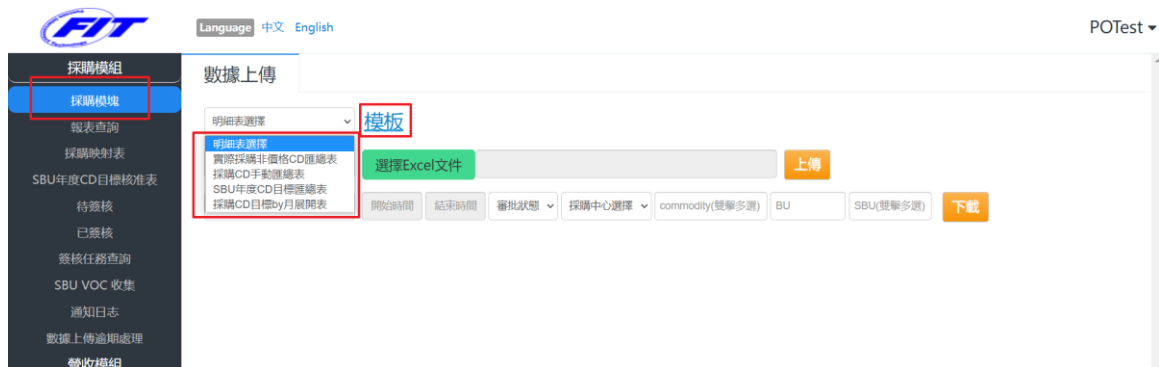 FIT
Language 中文 English
POTest
採購模組
採購模塊
報表查詢
採購映射表
SBU年度CD目標核准表
待簽核
已簽核
簽核任務查詢
SBU VOC 收集
通知日志
數據上傳逾期處理
營收模組
數據上傳
明細表選擇 模板
明細表選擇
實際採購非價格CD匯總表
採購CD手動匯總表
SBU年度CD目標匯總表
採購CD目標by月展開表
選擇Excel文件 上傳
開始時間 結束時間 審批狀態 採購中心選擇 commodity(雙擊多選) BU SBU(雙擊多選) 下載